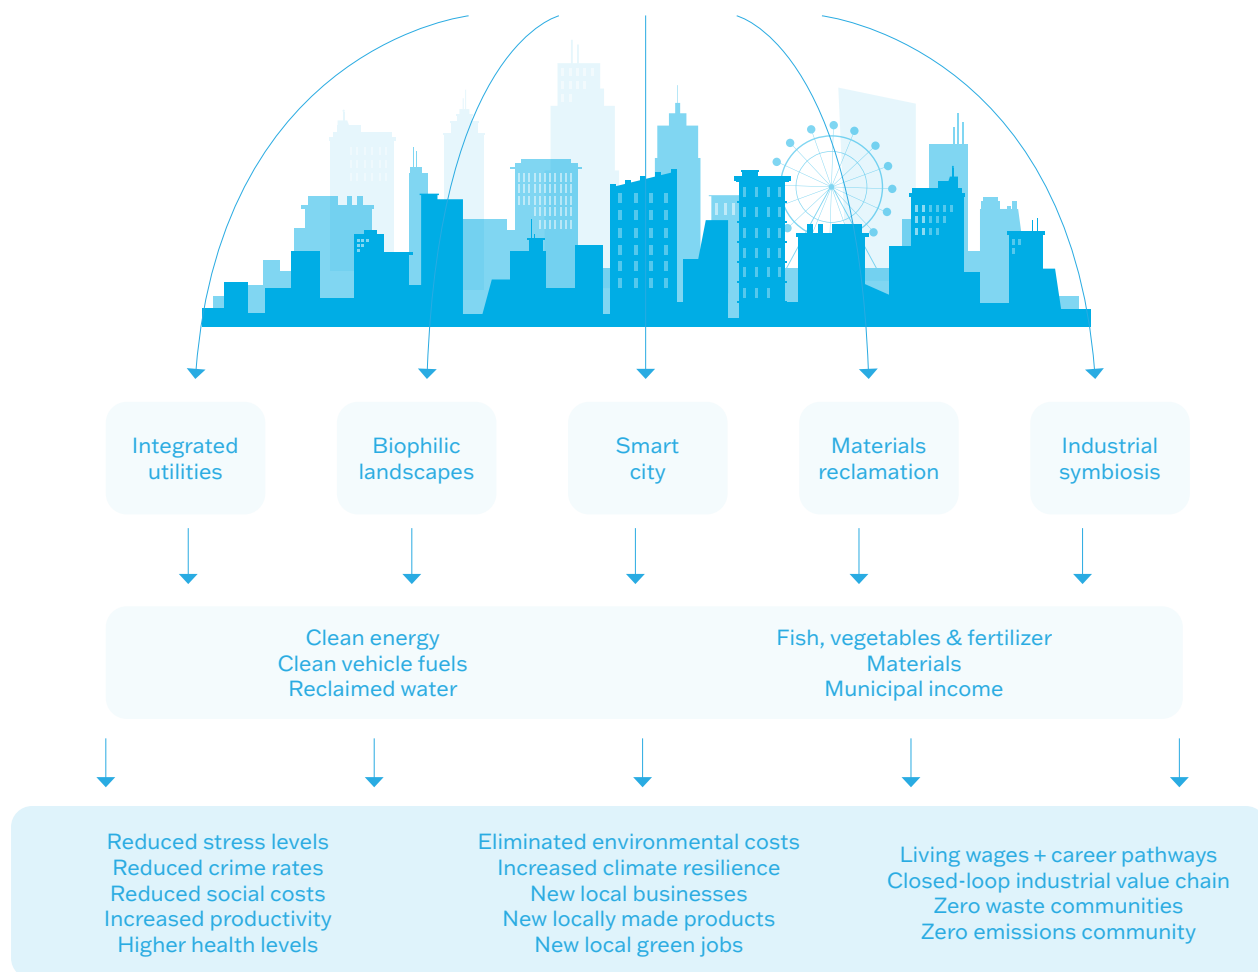 Integrated
utilities
Biophilic
landscapes
Smart
city
Materials
reclamation
Industrial
symbiosis
Clean energy
Clean vehicle fuels
Reclaimed water
Fish, vegetables & fertilizer
Materials
Municipal income
Reduced stress levels
Reduced crime rates
Reduced social costs
Increased productivity
Higher health levels
Eliminated environmental costs
Increased climate resilience
New local businesses
New locally made products
New local green jobs
Living wages + career pathways
Closed-loop industrial value chain
Zero waste communities
Zero emissions community